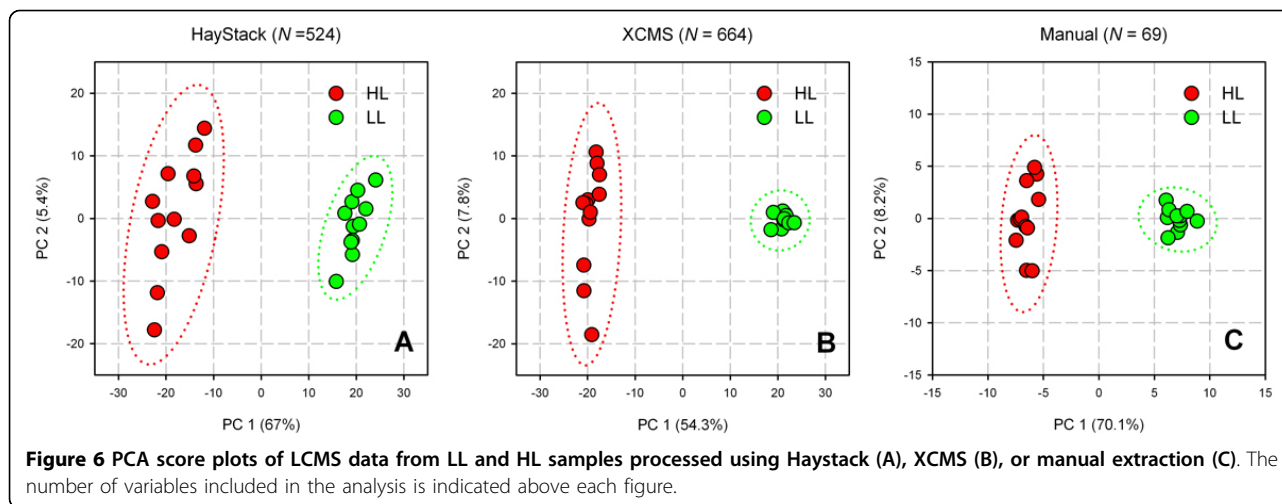 HayStack (N =524)
HL
LL
20
10
0
-10
-20
PC 2 (5.4%)
A
-30 -20 -10 0 10 20 30
PC 1 (67%)
XCMS (N = 664)
HL
LL
20
10
0
-10
-20
PC 2 (7.8%)
B
-30 -20 -10 0 10 20 30
PC 1 (54.3%)
Manual (N = 69)
HL
LL
15
10
5
0
-5
-10
-15
PC 2 (8.2%)
C
-15 -10 -5 0 5 10 15
PC 1 (70.1%)
Figure 6 PCA score plots of LCMS data from LL and HL samples processed using Haystack (A), XCMS (B), or manual extraction (C). The
number of variables included in the analysis is indicated above each figure.